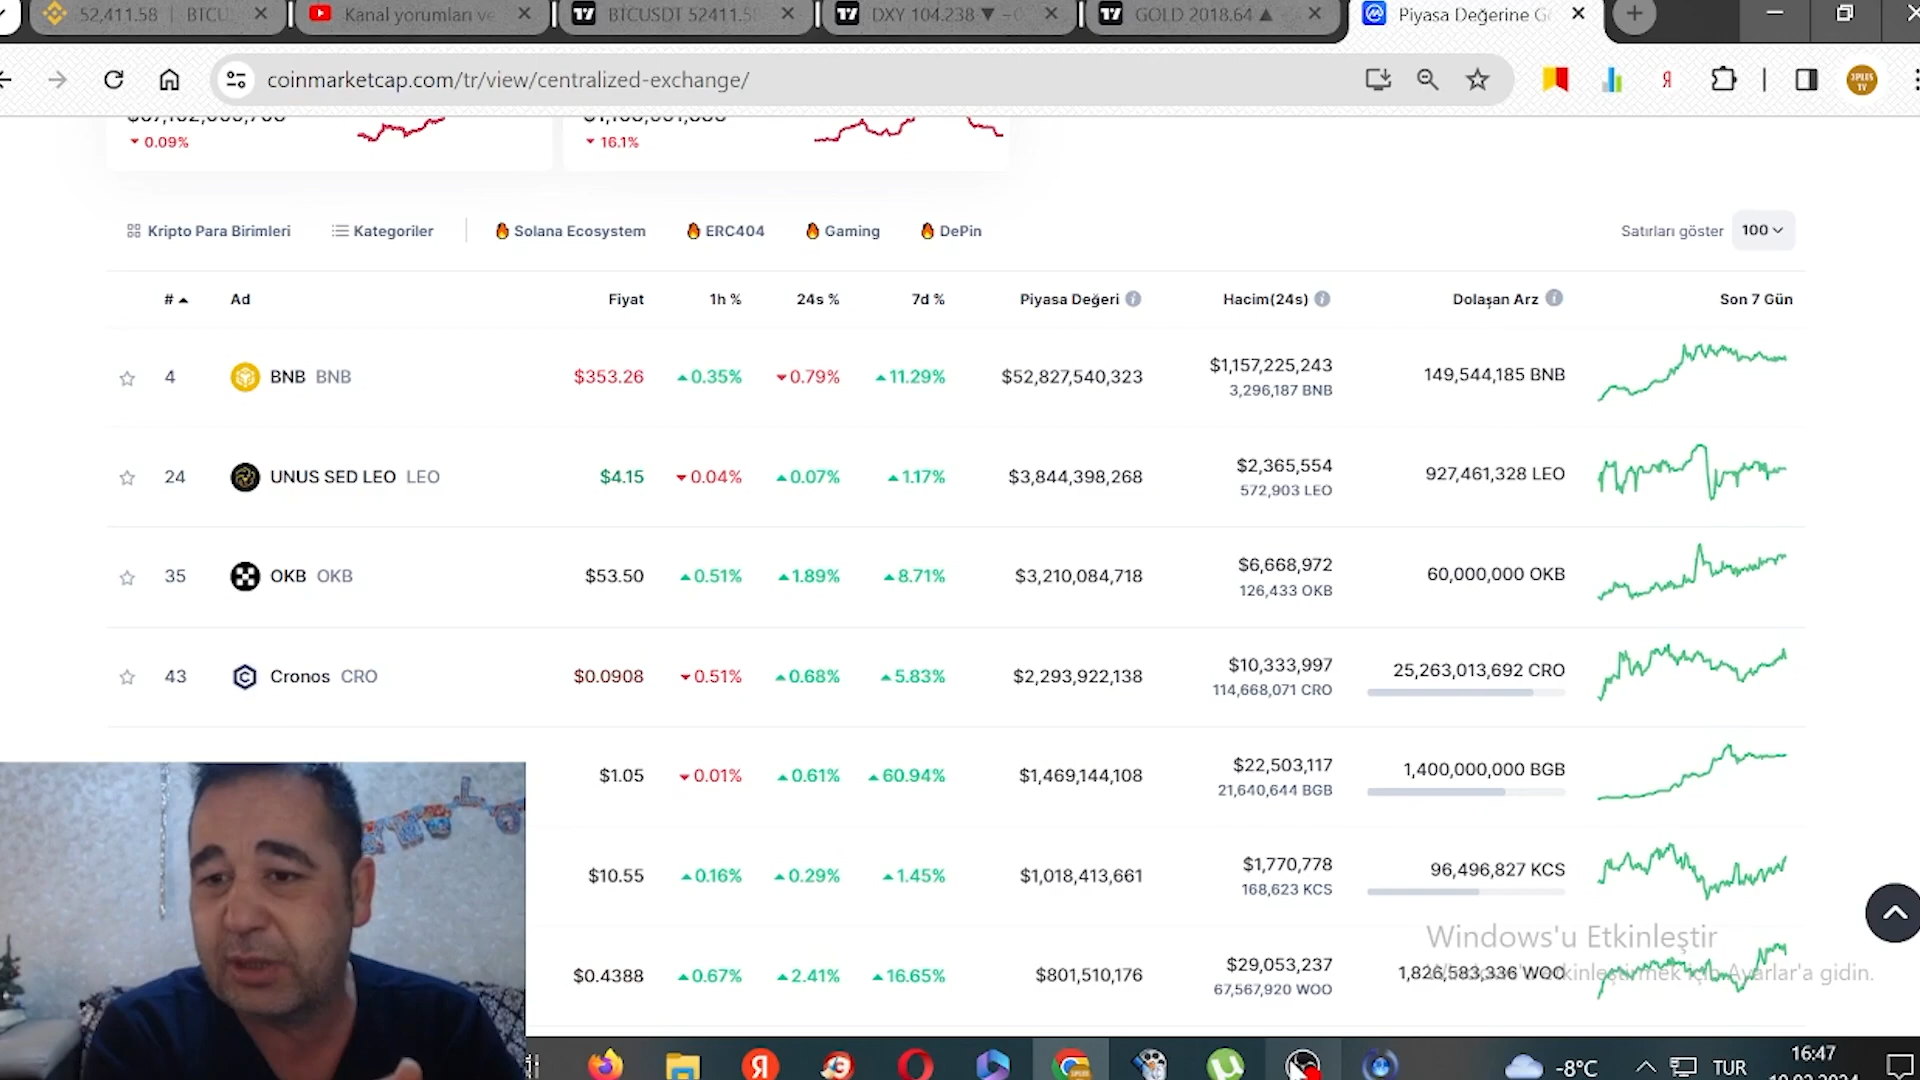 52,411.58 | BTCU
Kanal yorumları ve
BTCUSDT 52411.5
DXY 104.238 ▼ −
GOLD 2018.64 ▲
Piyasa Değerine G
coinmarketcap.com/tr/view/centralized-exchange/
0.09%
16.1%
Kripto Para Birimleri
Kategoriler
Solana Ecosystem
ERC404
Gaming
DePin
Satırları göster 100
# Ad Fiyat 1h % 24s % 7d % Piyasa Değeri Hacim(24s) Dolaşan Arz Son 7 Gün
4 BNB BNB $353.26 0.35% 0.79% 11.29% $52,827,540,323 $1,157,225,243 149,544,185 BNB
3,296,187 BNB
24 UNUS SED LEO LEO $4.15 0.04% 0.07% 1.17% $3,844,398,268 $2,365,554 927,461,328 LEO
572,903 LEO
35 OKB OKB $53.50 0.51% 1.89% 8.71% $3,210,084,718 $6,668,972 60,000,000 OKB
126,433 OKB
43 Cronos CRO $0.0908 0.51% 0.68% 5.83% $2,293,922,138 $10,333,997 25,263,013,692 CRO
114,668,071 CRO
$1.05 0.01% 0.61% 60.94% $1,469,144,108 $22,503,117 1,400,000,000 BGB
21,640,644 BGB
$10.55 0.16% 0.29% 1.45% $1,018,413,661 $1,770,778 96,496,827 KCS
168,623 KCS
Windows'u Etkinleştir
$0.4388 0.67% 2.41% 16.65% $801,510,176 $29,053,237 1,826,583,336 WOO
etkinleştirmek için Ayarlar'a gidin.
67,567,920 WOO
-8°C
TUR
16:47